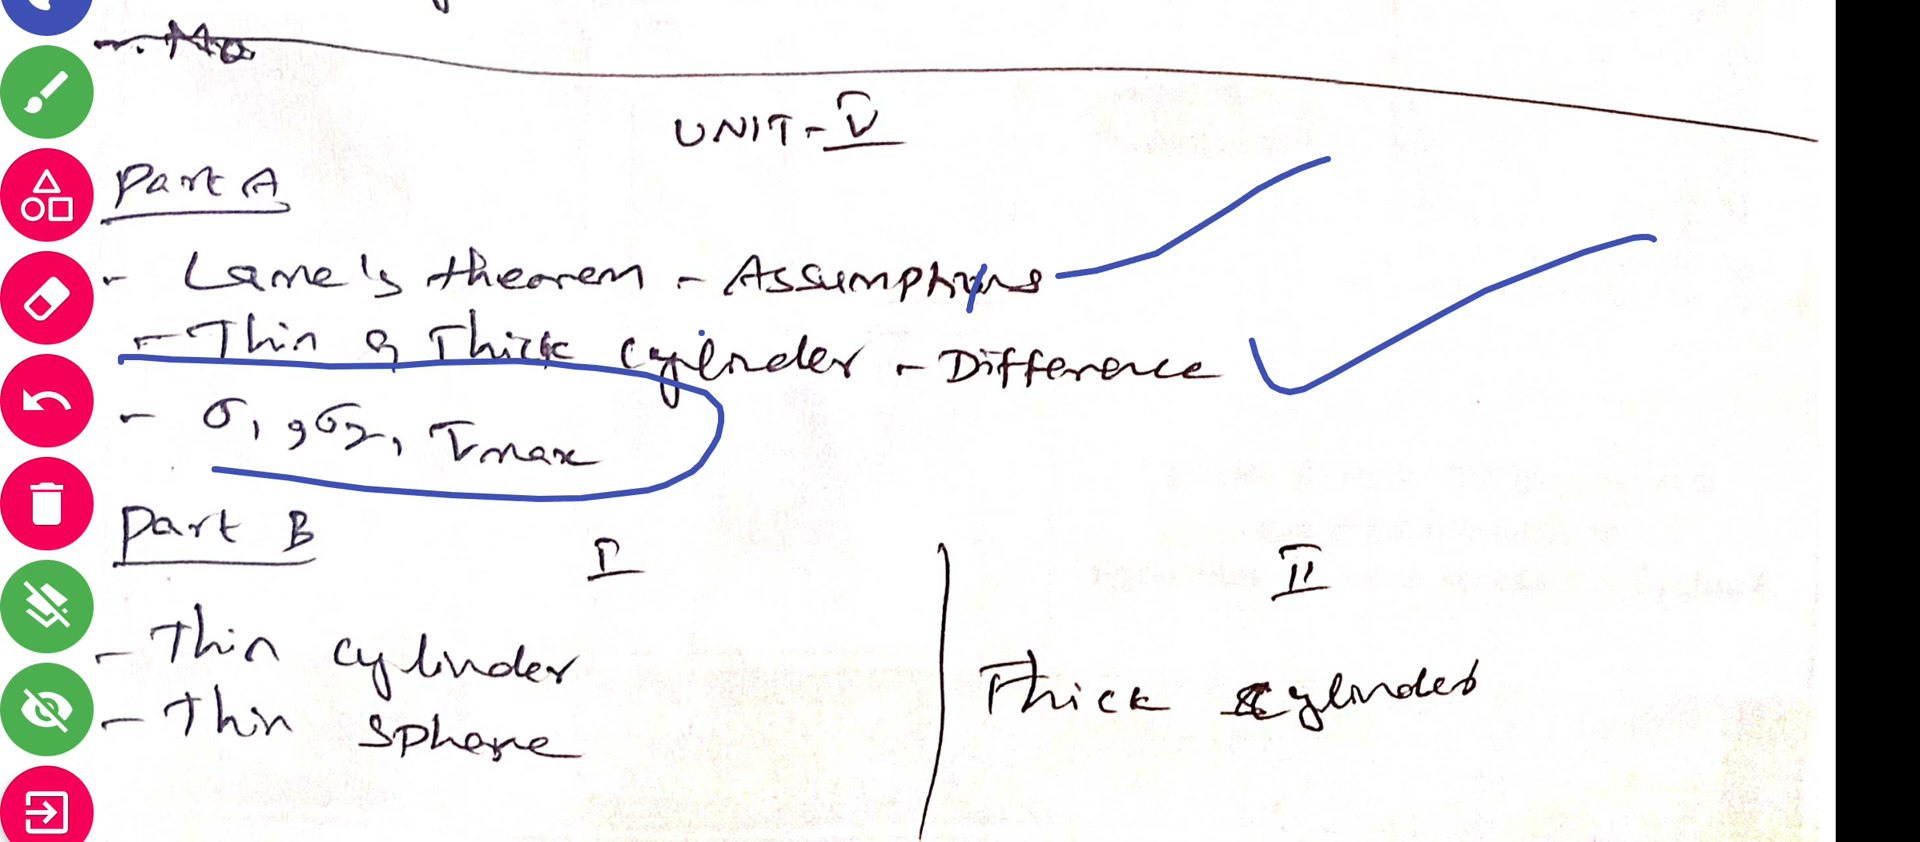 UNIT - V
Part A
- Lame's theorem - Assumptions
- Thin & Thick cylinder - Difference
- σ1, σ2, τmax
Part B
I
- Thin cylinder
- Thin sphere
II
Thick cylinder